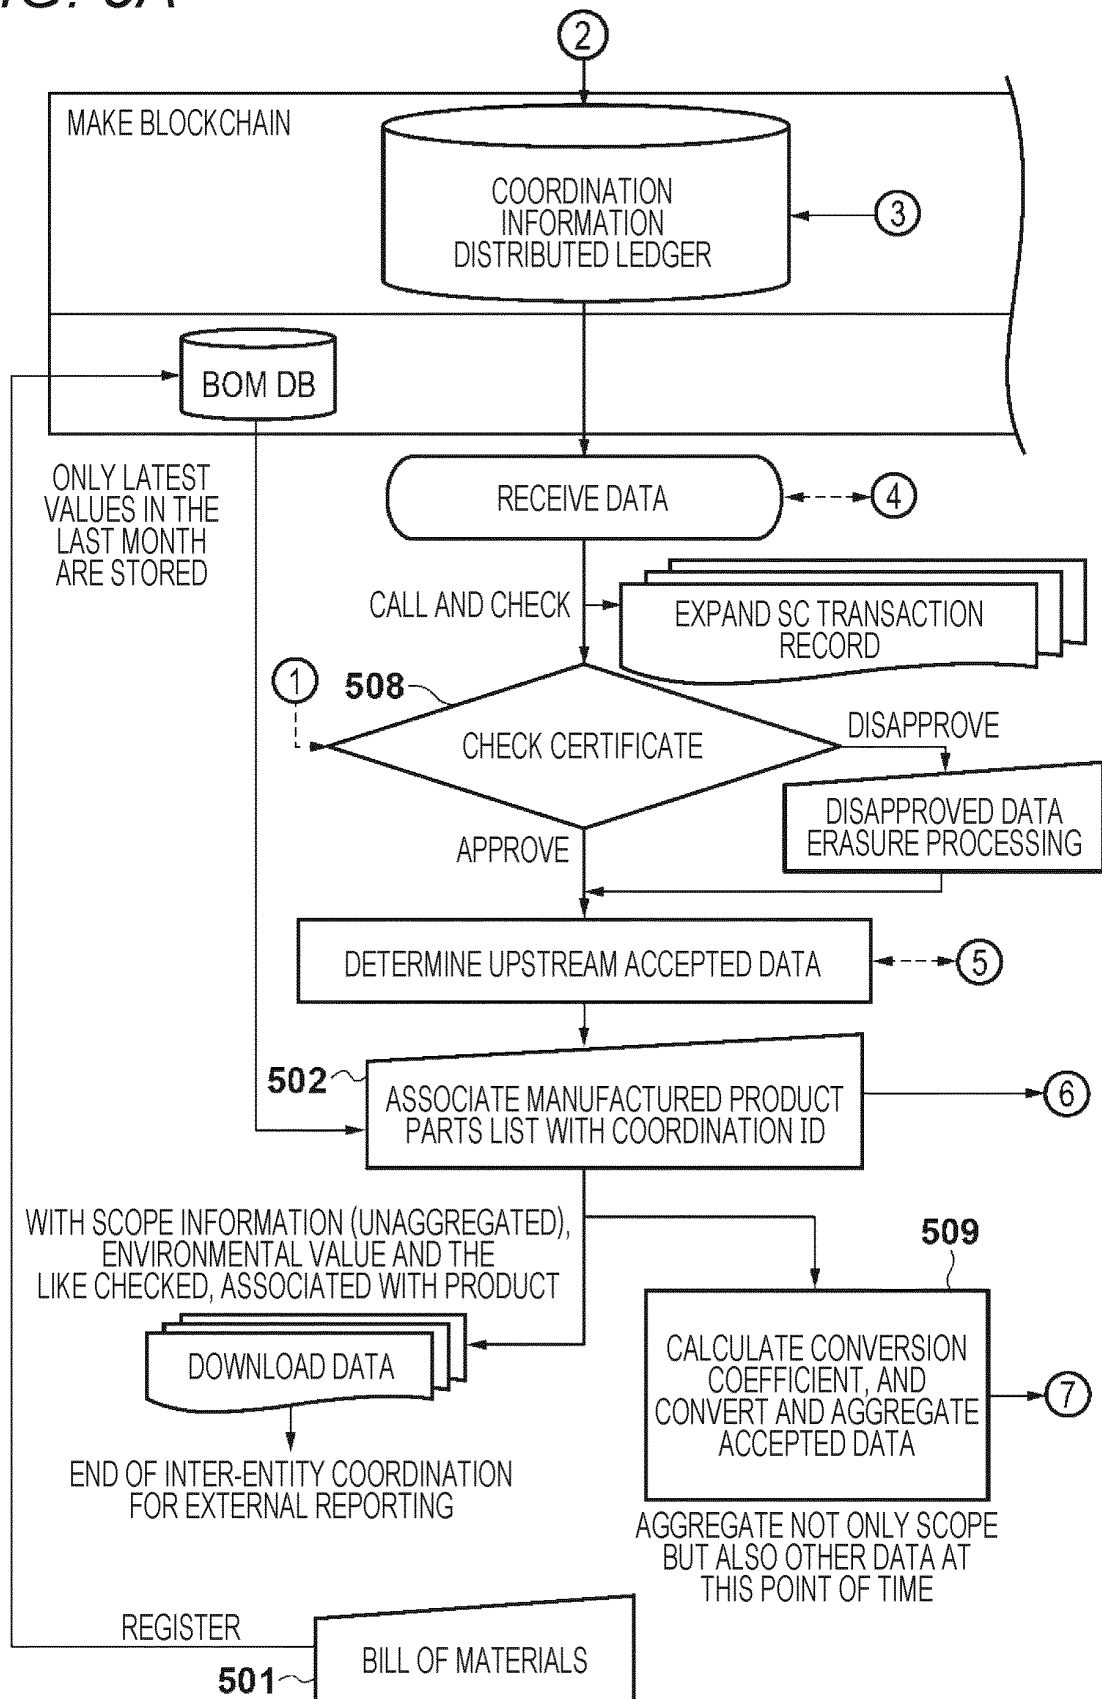 2
MAKE BLOCKCHAIN
COORDINATION
INFORMATION
DISTRIBUTED LEDGER
3
BOM DB
ONLY LATEST
VALUES IN THE
LAST MONTH
ARE STORED
RECEIVE DATA
4
CALL AND CHECK
EXPAND SC TRANSACTION
RECORD
1
508
CHECK CERTIFICATE
DISAPPROVE
DISAPPROVED DATA
ERASURE PROCESSING
APPROVE
DETERMINE UPSTREAM ACCEPTED DATA
5
502
ASSOCIATE MANUFACTURED PRODUCT
PARTS LIST WITH COORDINATION ID
6
WITH SCOPE INFORMATION (UNAGGREGATED),
ENVIRONMENTAL VALUE AND THE
LIKE CHECKED, ASSOCIATED WITH PRODUCT
DOWNLOAD DATA
END OF INTER-ENTITY COORDINATION
FOR EXTERNAL REPORTING
509
CALCULATE CONVERSION
COEFFICIENT, AND
CONVERT AND AGGREGATE
ACCEPTED DATA
7
AGGREGATE NOT ONLY SCOPE
BUT ALSO OTHER DATA AT
THIS POINT OF TIME
REGISTER
501
BILL OF MATERIALS